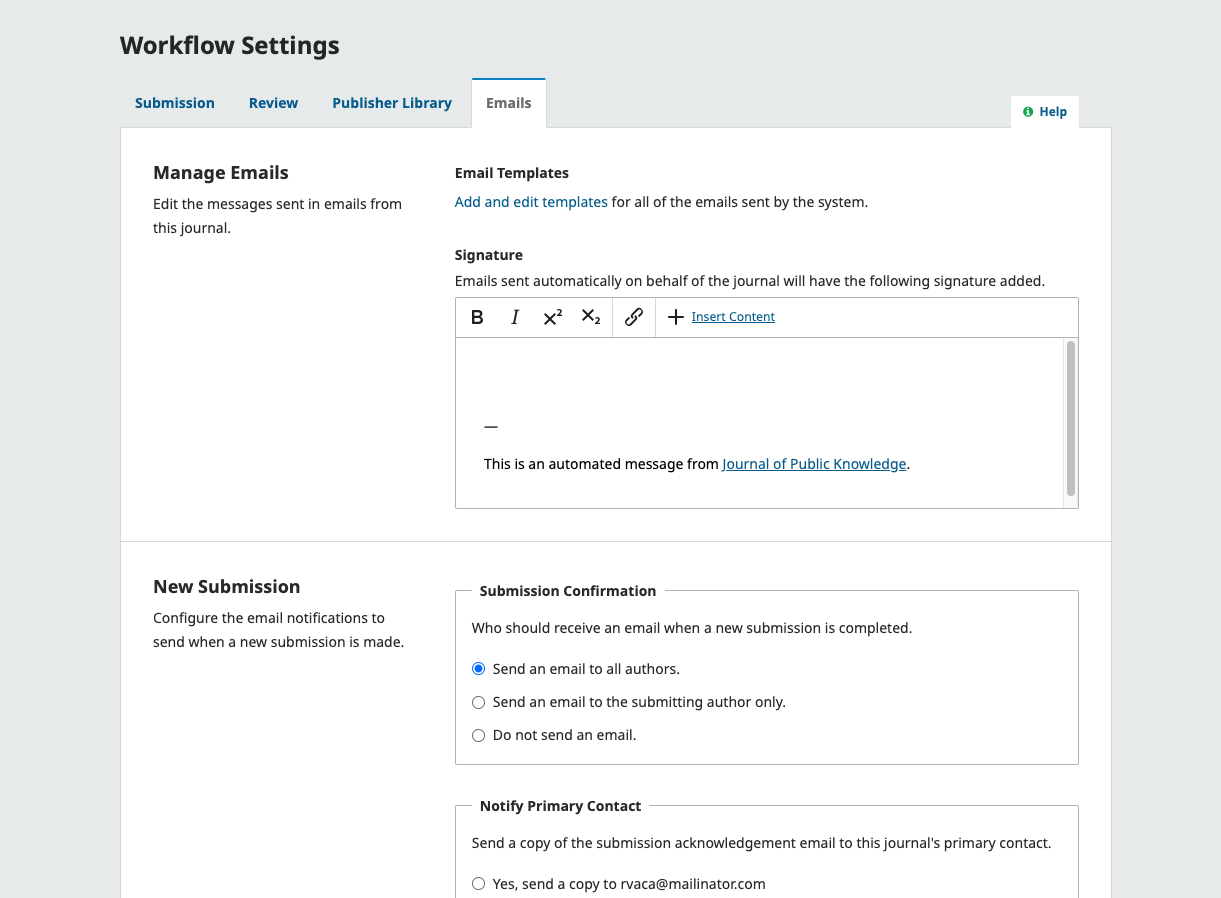 Workflow Settings
Submission
Review
Publisher Library
Emails
Help
Manage Emails
Edit the messages sent in emails from
this journal.
Email Templates
Add and edit templates for all of the emails sent by the system.
Signature
Emails sent automatically on behalf of the journal will have the following signature added.
B I X² X₂ Insert Content
—
This is an automated message from Journal of Public Knowledge.
New Submission
Configure the email notifications to
send when a new submission is made.
Submission Confirmation
Who should receive an email when a new submission is completed.
Send an email to all authors.
Send an email to the submitting author only.
Do not send an email.
Notify Primary Contact
Send a copy of the submission acknowledgement email to this journal's primary contact.
Yes, send a copy to rvaca@mailinator.com